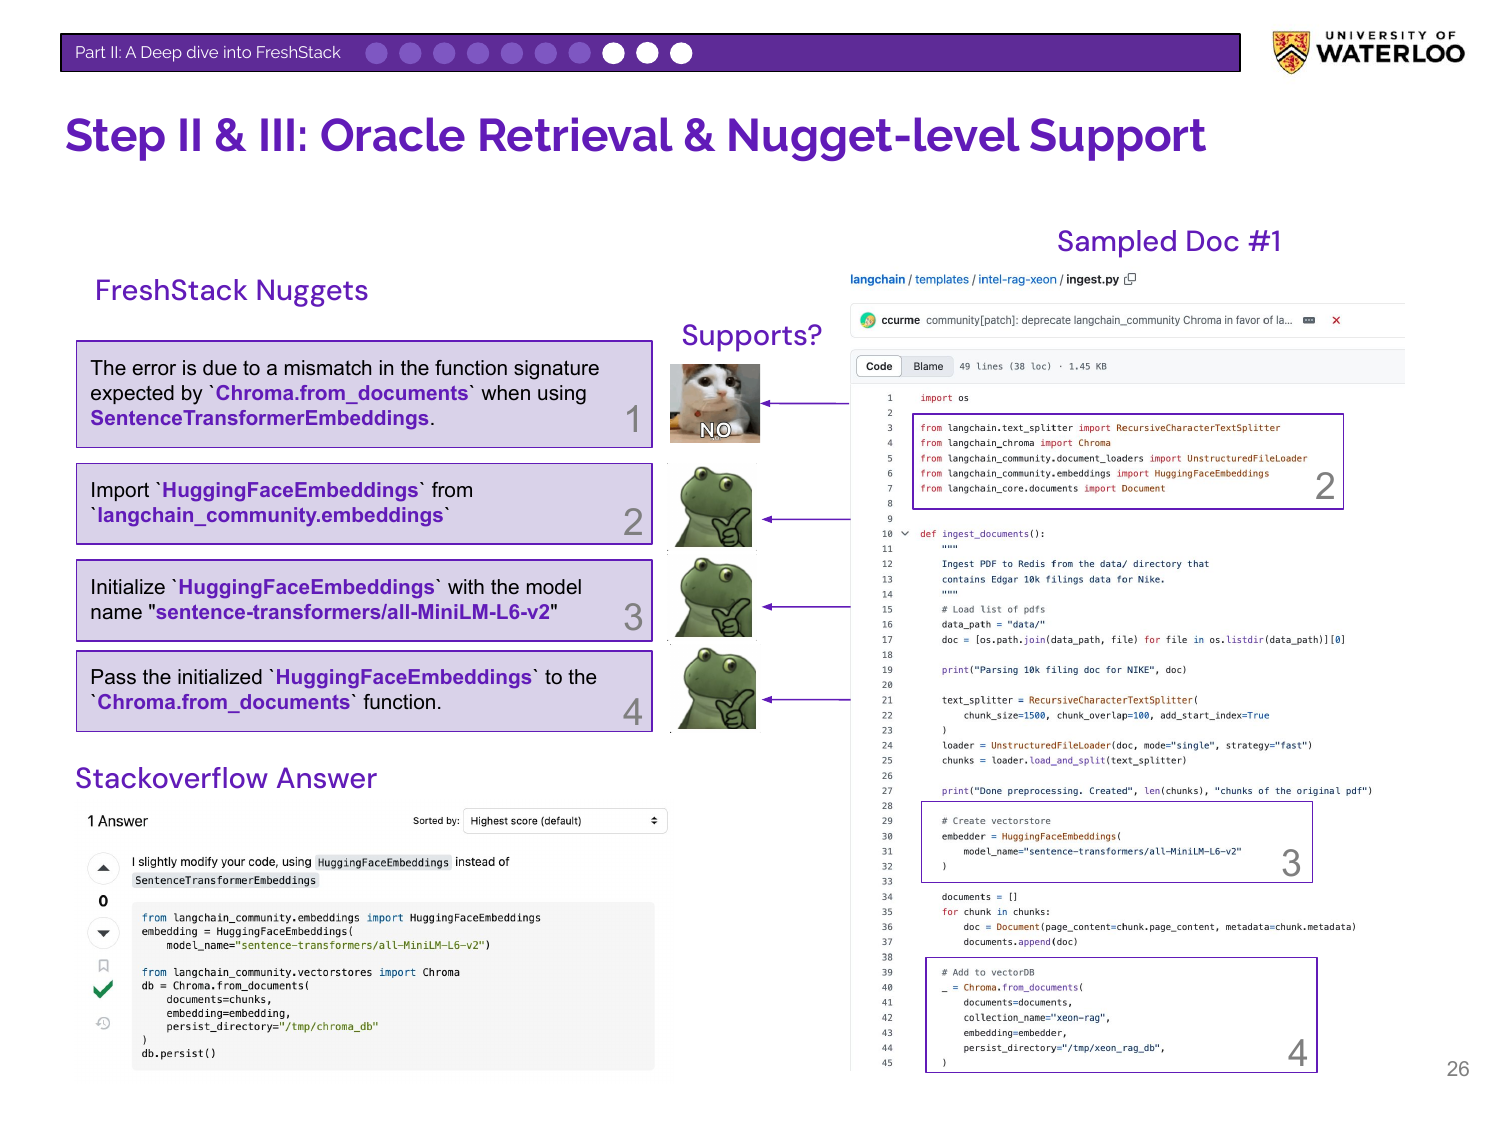 Part II: A Deep dive into FreshStack
UNIVERSITY OF
WATERLOO
Step II & III: Oracle Retrieval & Nugget-level Support
FreshStack Nuggets
The error is due to a mismatch in the function signature
expected by `Chroma.from_documents` when using
SentenceTransformerEmbeddings.
1
Import `HuggingFaceEmbeddings` from
`langchain_community.embeddings`
2
Initialize `HuggingFaceEmbeddings` with the model
name "sentence-transformers/all-MiniLM-L6-v2"
3
Pass the initialized `HuggingFaceEmbeddings` to the
`Chroma.from_documents` function.
4
Supports?
NO
Stackoverflow Answer
1 Answer
Sorted by: Highest score (default)
I slightly modify your code, using HuggingFaceEmbeddings instead of
SentenceTransformerEmbeddings
0
from langchain_community.embeddings import HuggingFaceEmbeddings
embedding = HuggingFaceEmbeddings(
    model_name="sentence-transformers/all-MiniLM-L6-v2")
from langchain_community.vectorstores import Chroma
db = Chroma.from_documents(
    documents=chunks,
    embedding=embedding,
    persist_directory="/tmp/chroma_db"
)
db.persist()
Sampled Doc #1
langchain / templates / intel-rag-xeon / ingest.py
ccurme community[patch]: deprecate langchain_community Chroma in favor of la...
Code Blame 49 lines (38 loc) · 1.45 KB
1 import os
2
3 from langchain.text_splitter import RecursiveCharacterTextSplitter
4 from langchain_chroma import Chroma
5 from langchain_community.document_loaders import UnstructuredFileLoader
6 from langchain_community.embeddings import HuggingFaceEmbeddings
7 from langchain_core.documents import Document
2
8
9
10 def ingest_documents():
11     """
12     Ingest PDF to Redis from the data/ directory that
13     contains Edgar 10k filings data for Nike.
14     """
15     # Load list of pdfs
16     data_path = "data/"
17     doc = [os.path.join(data_path, file) for file in os.listdir(data_path)][0]
18
19     print("Parsing 10k filing doc for NIKE", doc)
20
21     text_splitter = RecursiveCharacterTextSplitter(
22         chunk_size=1500, chunk_overlap=100, add_start_index=True
23     )
24     loader = UnstructuredFileLoader(doc, mode="single", strategy="fast")
25     chunks = loader.load_and_split(text_splitter)
26
27     print("Done preprocessing. Created", len(chunks), "chunks of the original pdf")
28
29     # Create vectorstore
30     embedder = HuggingFaceEmbeddings(
31         model_name="sentence-transformers/all-MiniLM-L6-v2"
32     )
3
33
34     documents = []
35     for chunk in chunks:
36         doc = Document(page_content=chunk.page_content, metadata=chunk.metadata)
37         documents.append(doc)
38
39     # Add to vectorDB
40     _ = Chroma.from_documents(
41         documents=documents,
42         collection_name="xeon-rag",
43         embedding=embedder,
44         persist_directory="/tmp/xeon_rag_db",
45     )
4
26